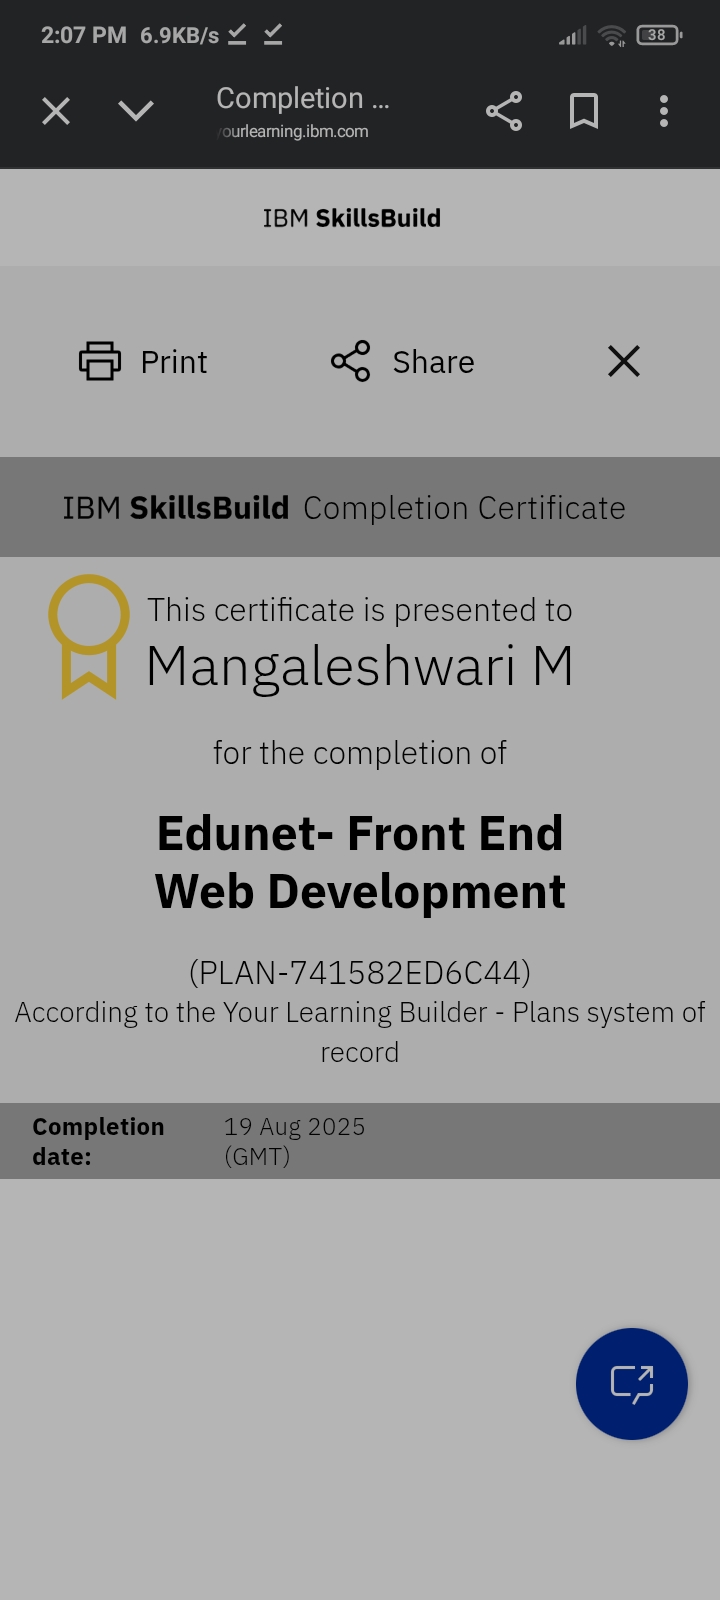 2:07 PM 6.9KB/s
38
Completion ...
ourlearning.ibm.com
IBM SkillsBuild
Print
Share
IBM SkillsBuild Completion Certificate
This certificate is presented to
Mangaleshwari M
for the completion of
Edunet- Front End
Web Development
(PLAN-741582ED6C44)
According to the Your Learning Builder - Plans system of
record
Completion 19 Aug 2025
date: (GMT)